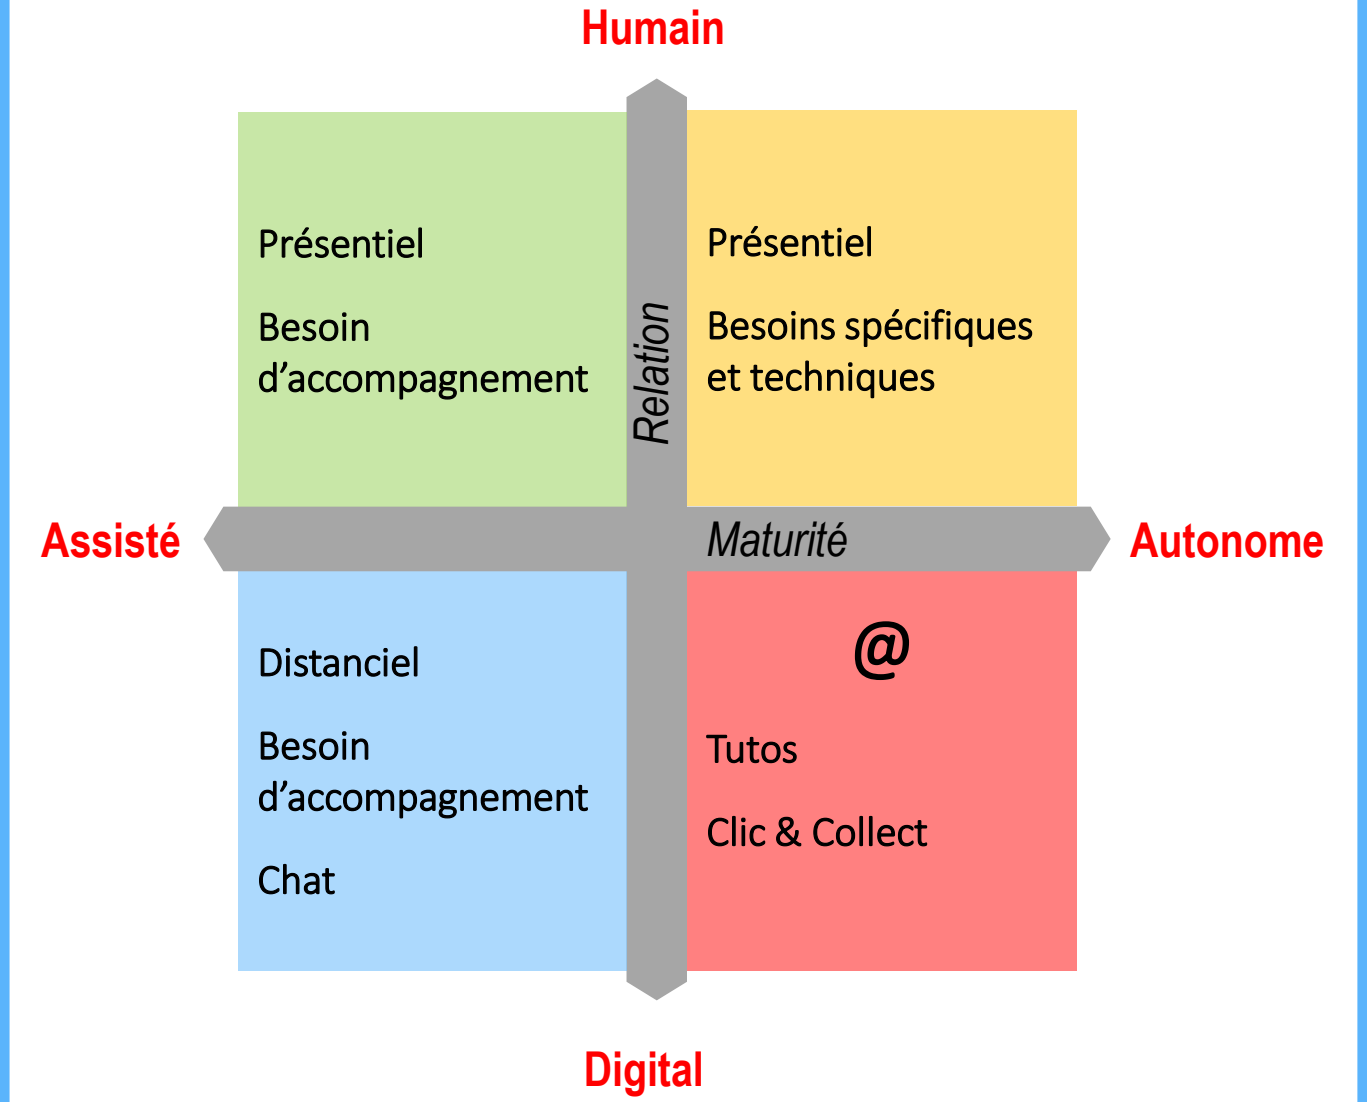 Humain
Présentiel
Besoin
d’accompagnement
Relation
Présentiel
Besoins spécifiques
et techniques
Assisté
Maturité
Autonome
Distanciel
Besoin
d’accompagnement
Chat
@
Tutos
Clic & Collect
Digital